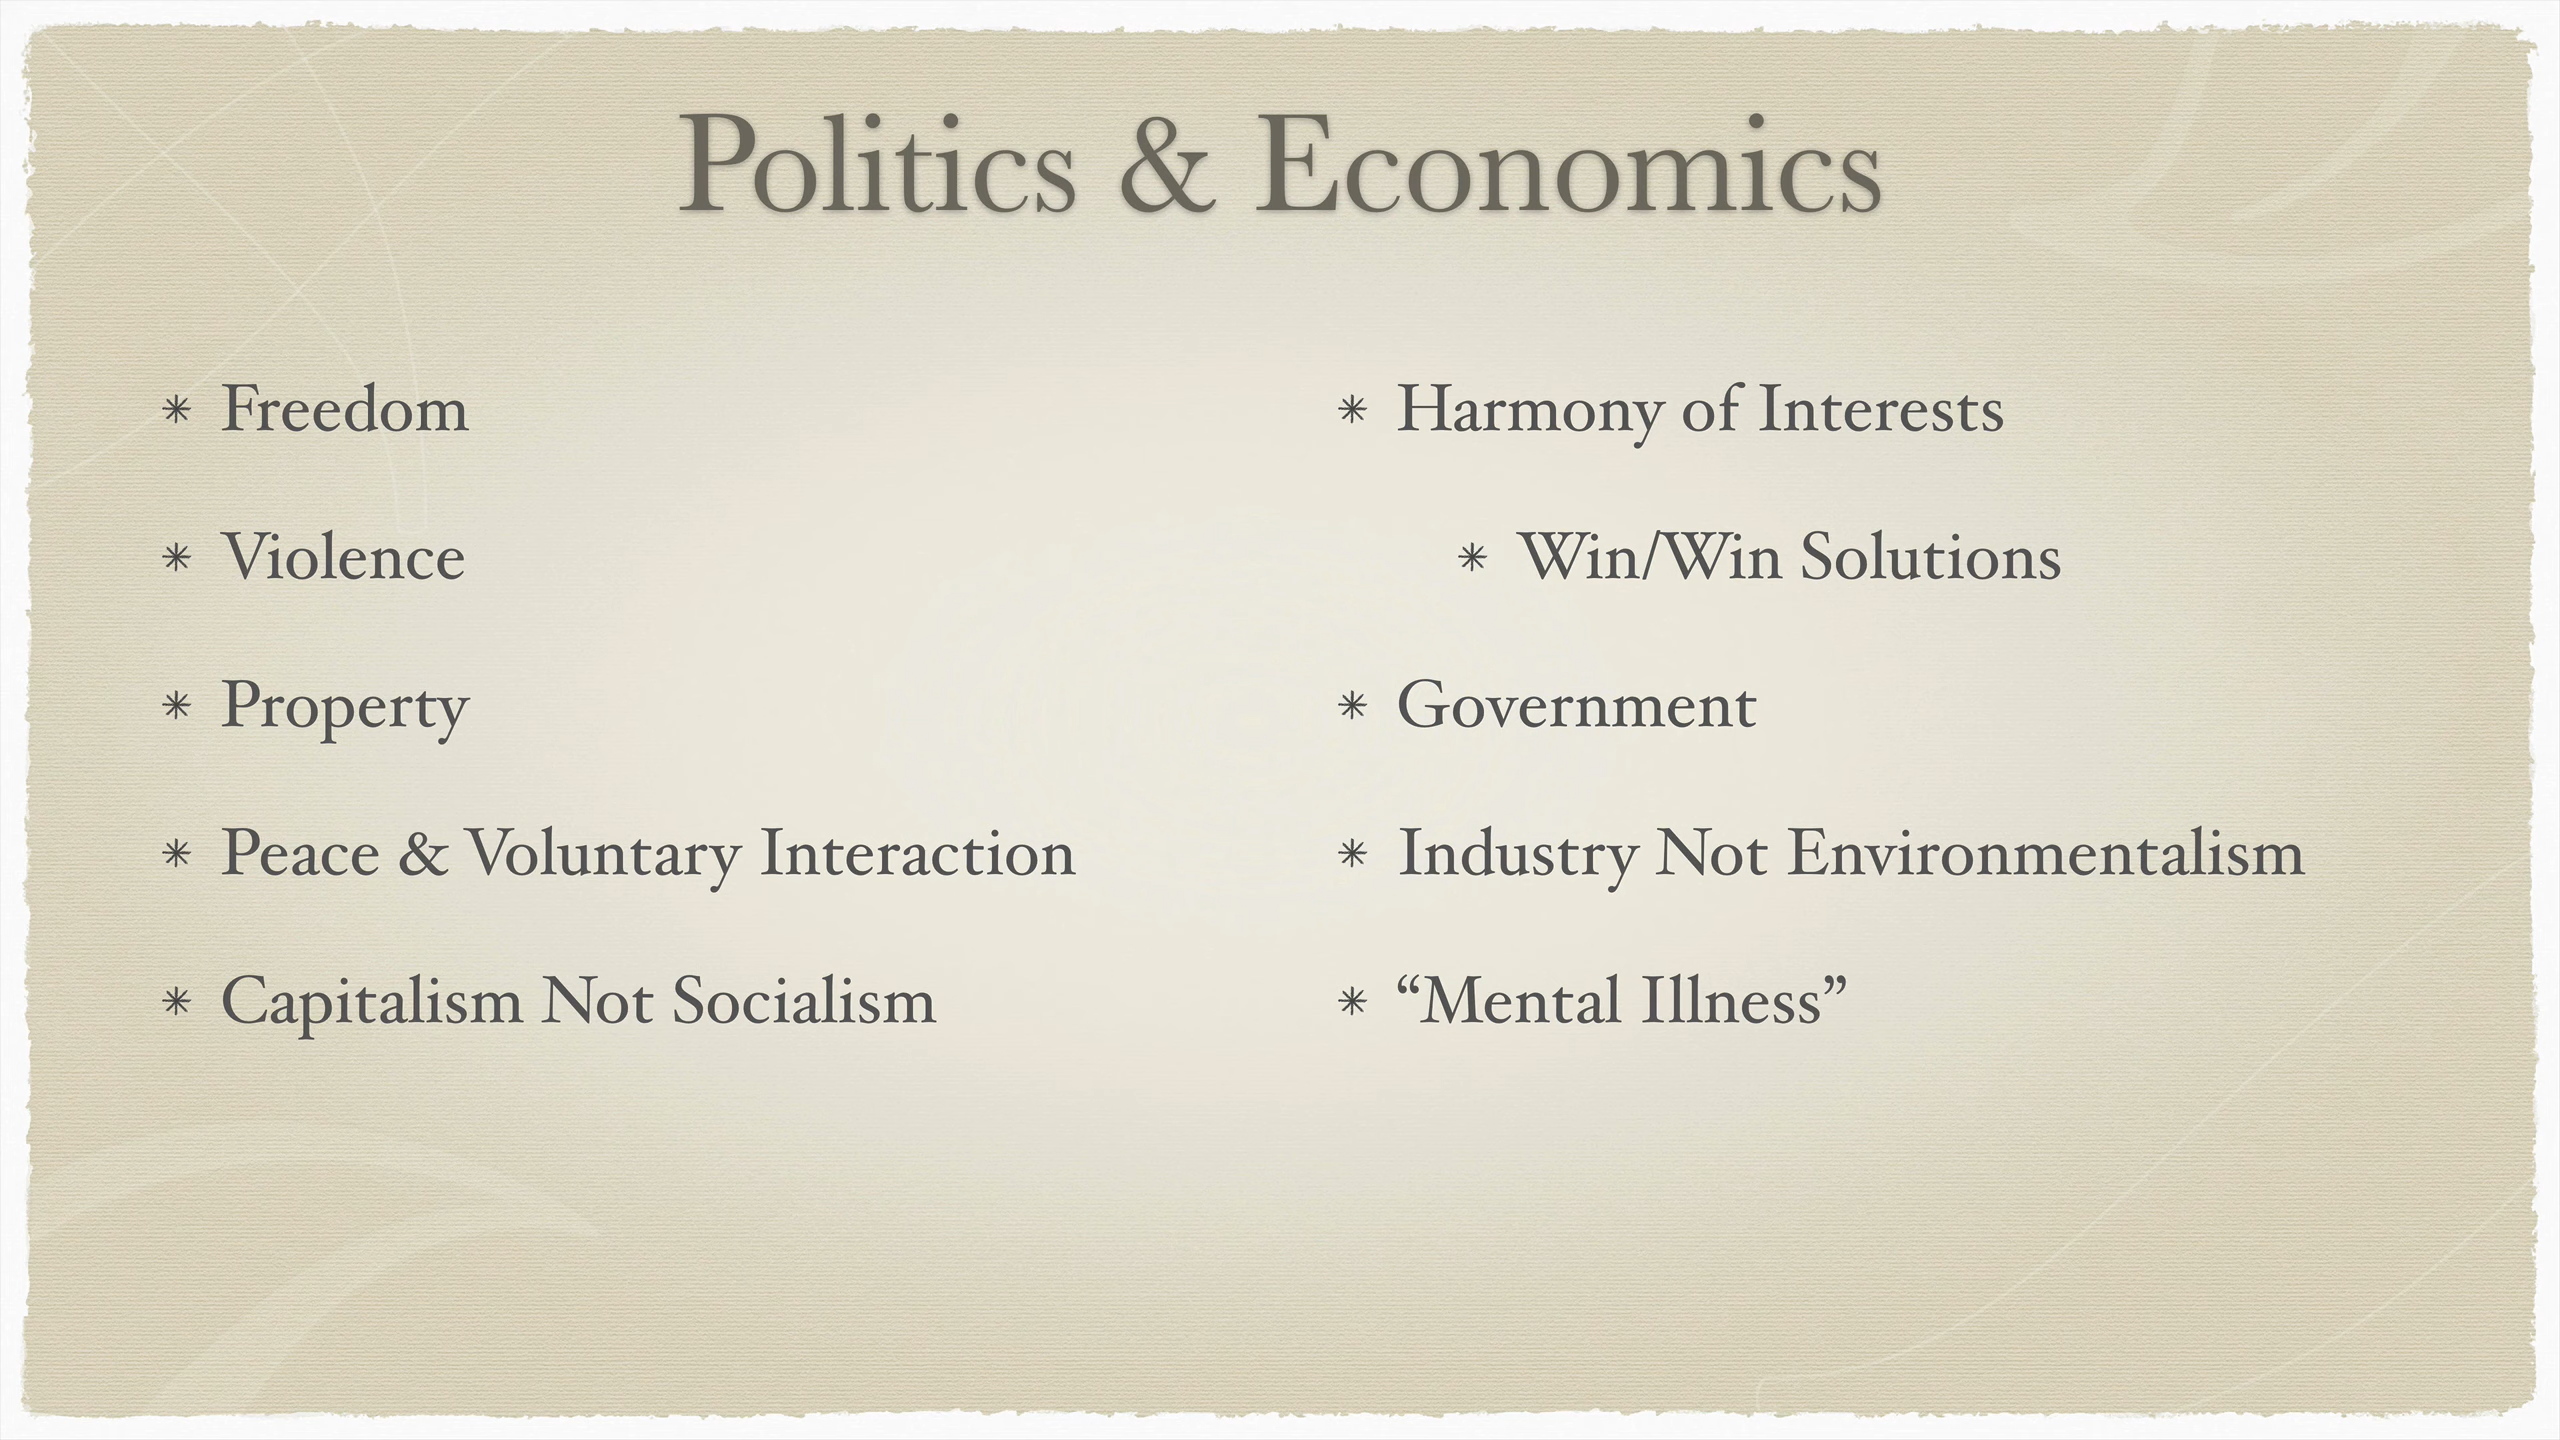 Politics & Economics
✴ Freedom
✴ Violence
✴ Property
✴ Peace & Voluntary Interaction
✴ Capitalism Not Socialism
✴ Harmony of Interests
✴ Win/Win Solutions
✴ Government
✴ Industry Not Environmentalism
✴ “Mental Illness”